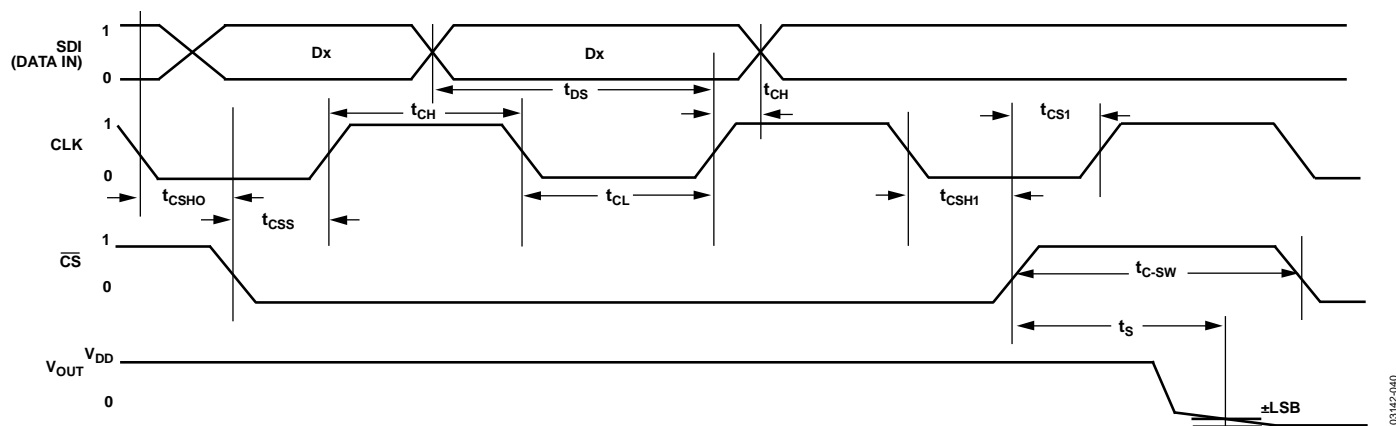 SDI
(DATA IN)
1
0
Dx
Dx
tDS
tCH
tCH
tCS1
CLK
1
0
tCSHO
tCSS
tCL
tCSH1
CS
1
0
tC-SW
tS
VOUT
VDD
0
±LSB
03142-040